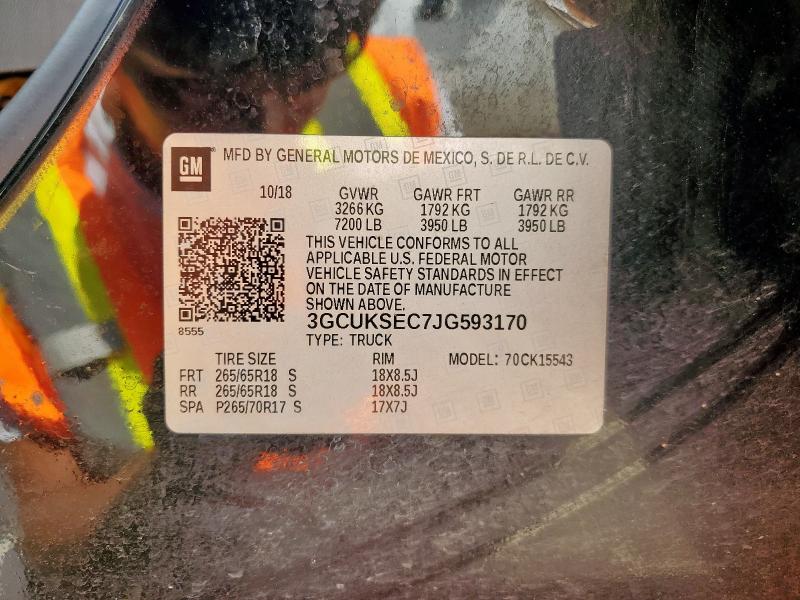 GM
MFD BY GENERAL MOTORS DE MEXICO, S. DE R.L. DE C.V.
10/18 GVWR GAWR FRT GAWR RR
3266 KG 1792 KG 1792 KG
7200 LB 3950 LB 3950 LB
THIS VEHICLE CONFORMS TO ALL
APPLICABLE U.S. FEDERAL MOTOR
VEHICLE SAFETY STANDARDS IN EFFECT
ON THE DATE OF MANUFACTURE
SHOWN ABOVE.
8555
3GCUKSEC7JG593170
TYPE: TRUCK
TIRE SIZE RIM MODEL: 70CK15543
FRT 265/65R18 S 18X8.5J
RR 265/65R18 S 18X8.5J
SPA P265/70R17 S 17X7J